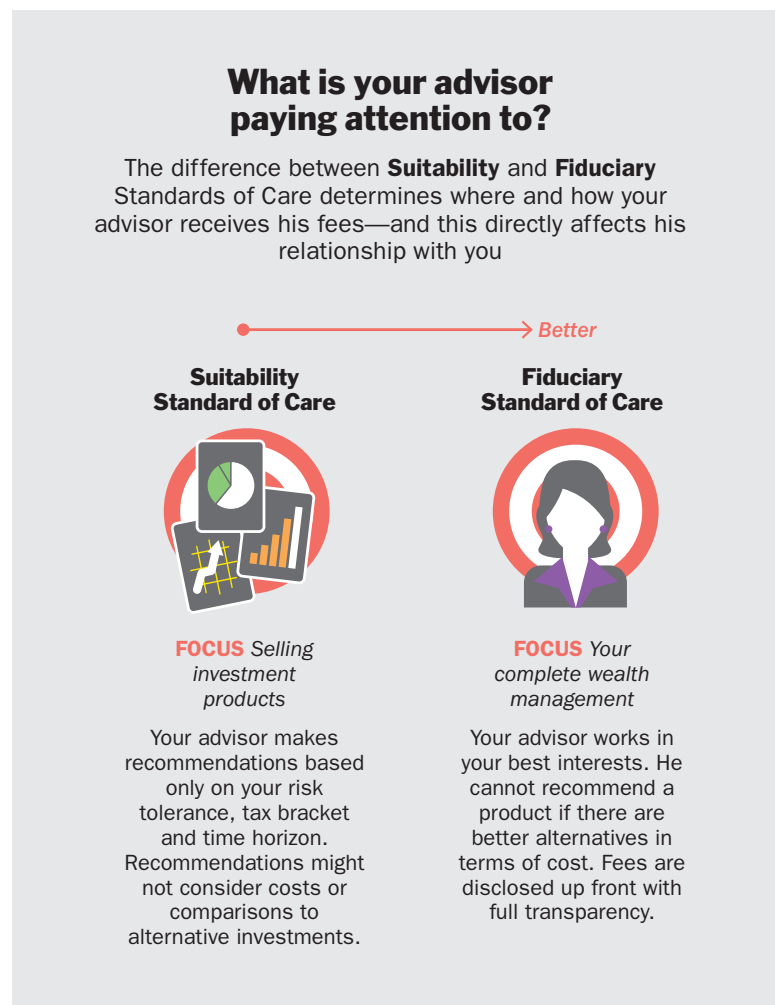 What is your advisor
paying attention to?
The difference between Suitability and Fiduciary
Standards of Care determines where and how your
advisor receives his fees—and this directly affects his
relationship with you
Better
Suitability
Standard of Care
FOCUS Selling
investment
products
Your advisor makes
recommendations based
only on your risk
tolerance, tax bracket
and time horizon.
Recommendations might
not consider costs or
comparisons to
alternative investments.
Fiduciary
Standard of Care
FOCUS Your
complete wealth
management
Your advisor works in
your best interests. He
cannot recommend a
product if there are
better alternatives in
terms of cost. Fees are
disclosed up front with
full transparency.